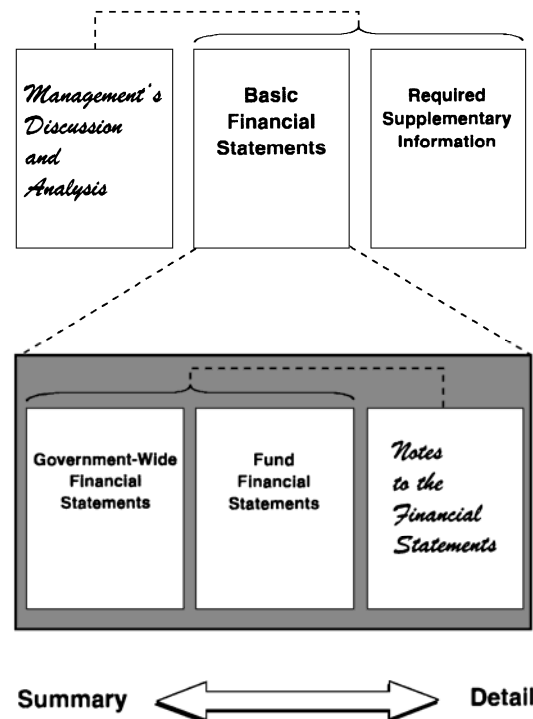 Management's
Discussion
and
Analysis
Basic
Financial
Statements
Required
Supplementary
Information
Government-Wide
Financial
Statements
Fund
Financial
Statements
Notes
to the
Financial
Statements
Summary
Detail